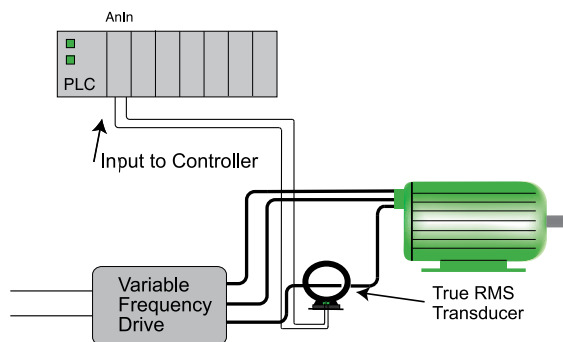 AnIn
PLC
Input to Controller
Variable
Frequency
Drive
True RMS
Transducer